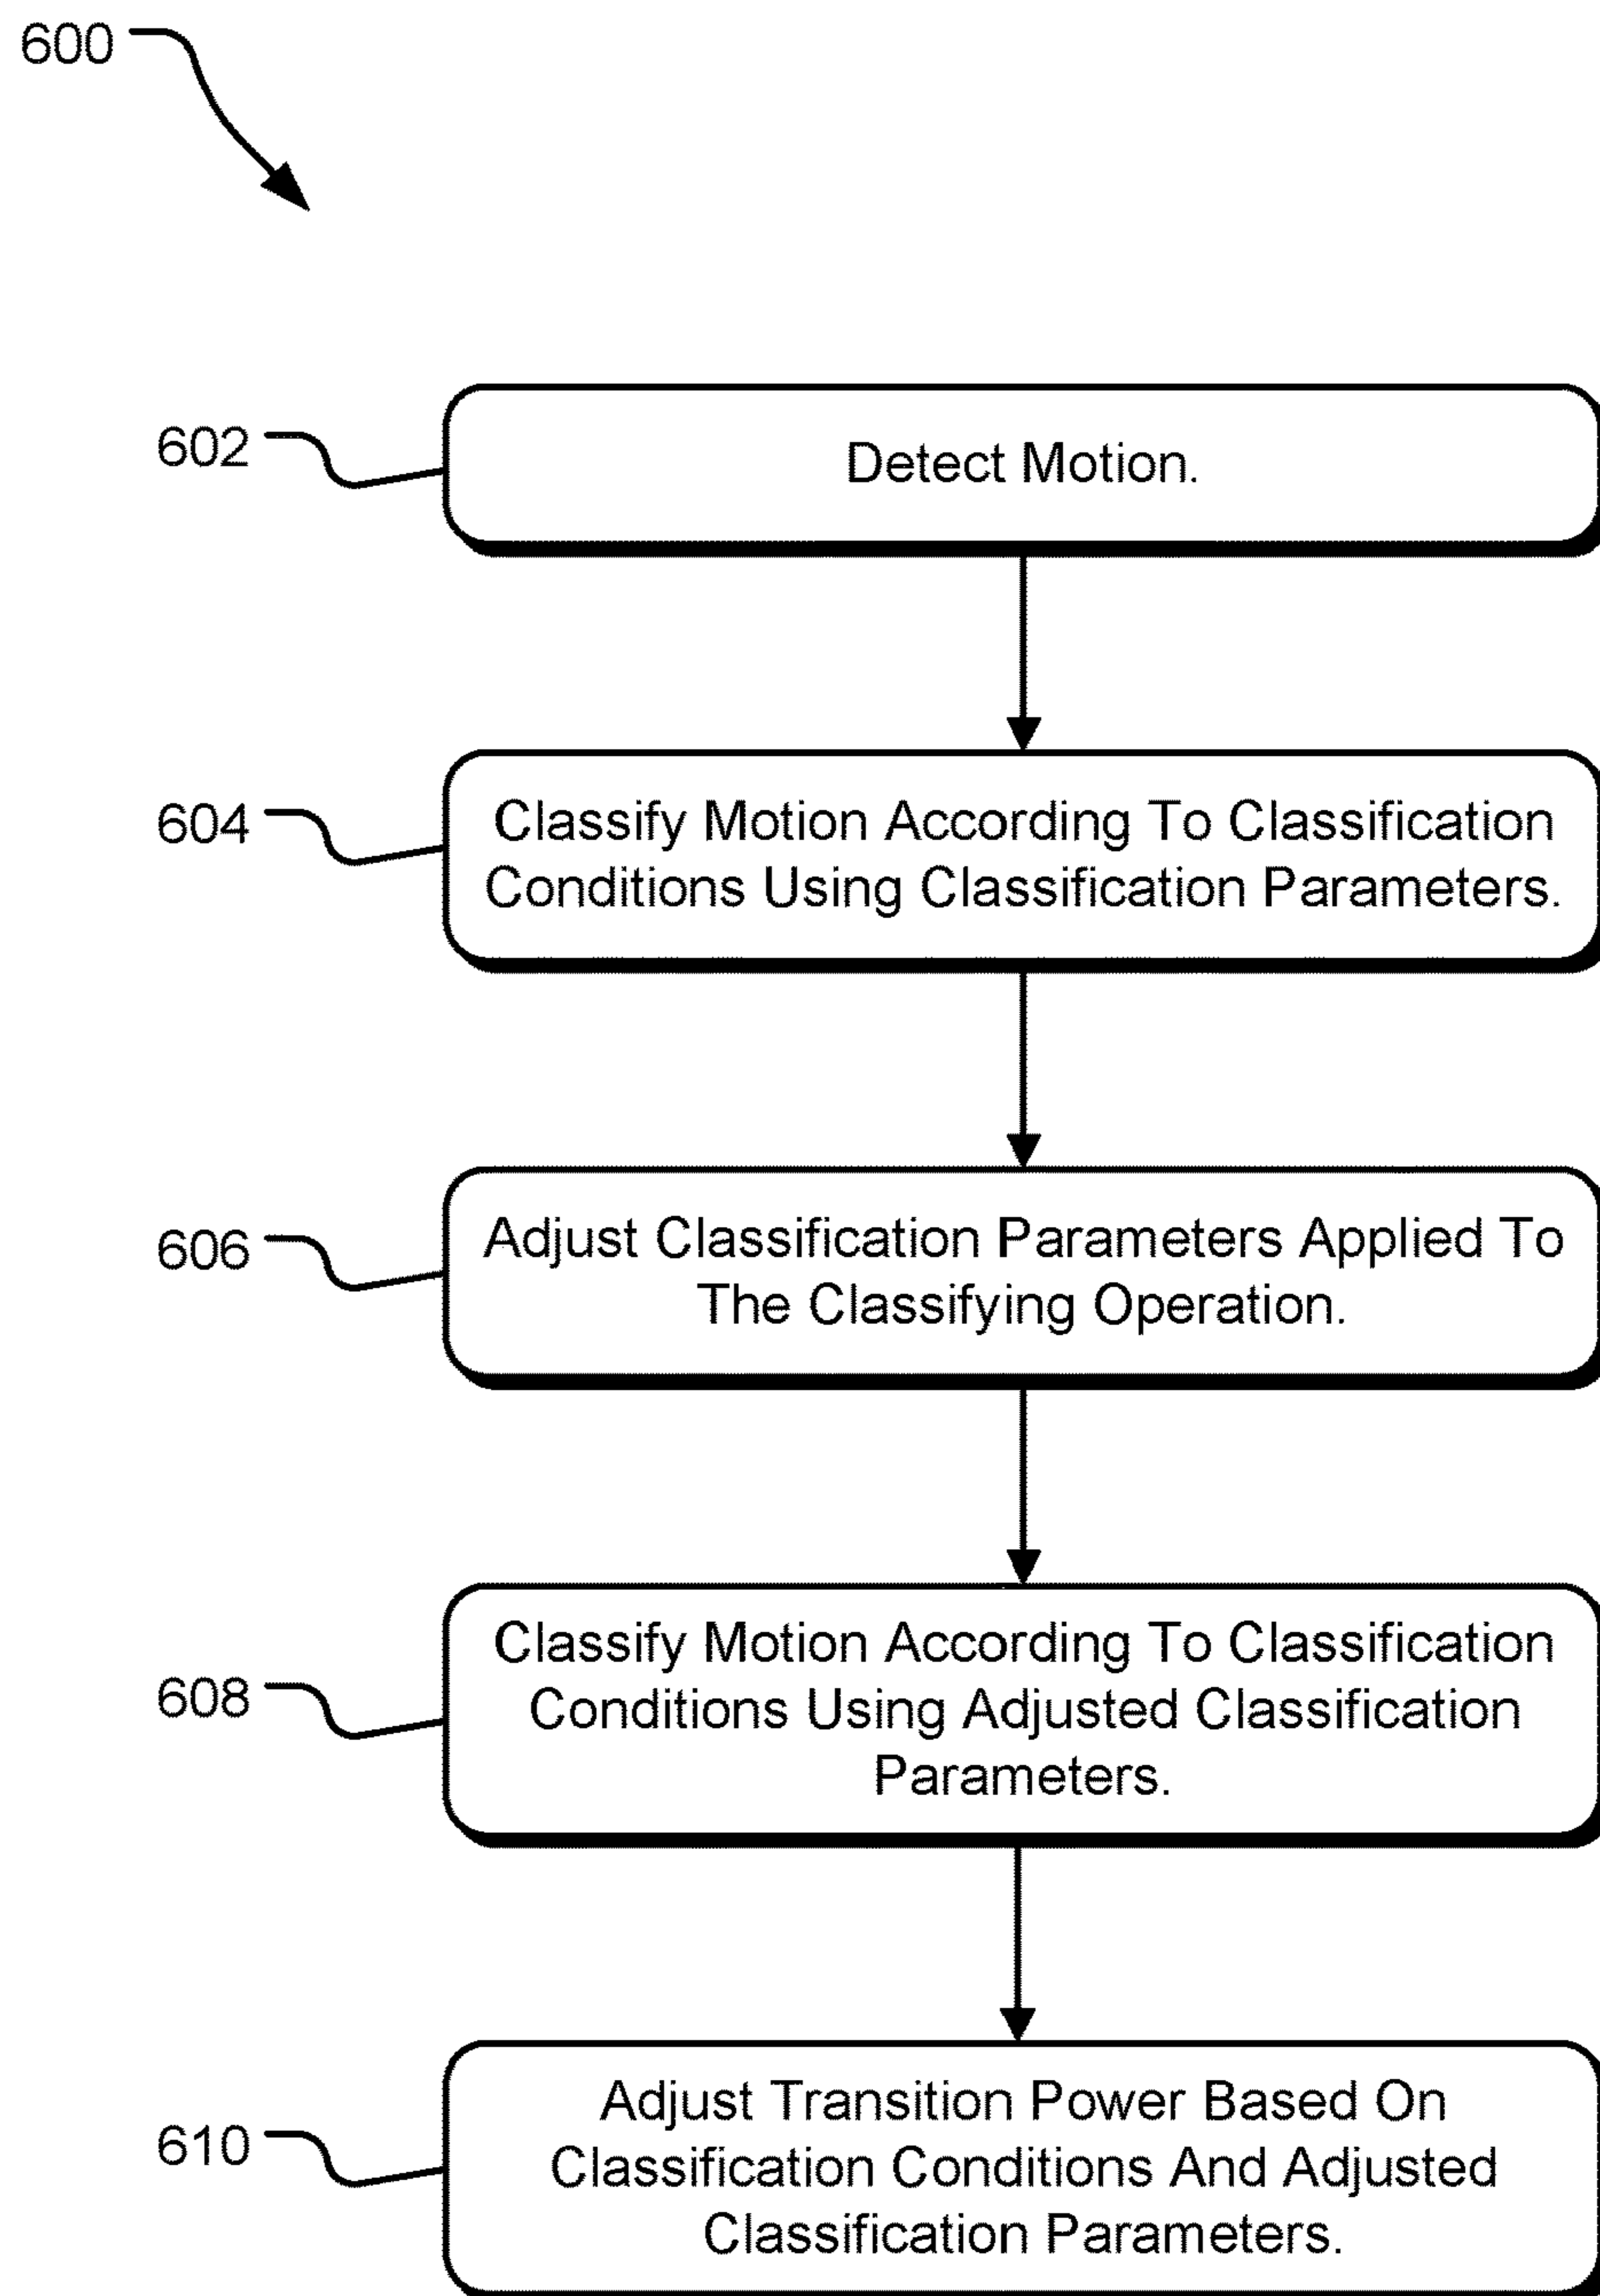 600
602
Detect Motion.
604
Classify Motion According To Classification
Conditions Using Classification Parameters.
606
Adjust Classification Parameters Applied To
The Classifying Operation.
608
Classify Motion According To Classification
Conditions Using Adjusted Classification
Parameters.
610
Adjust Transition Power Based On
Classification Conditions And Adjusted
Classification Parameters.